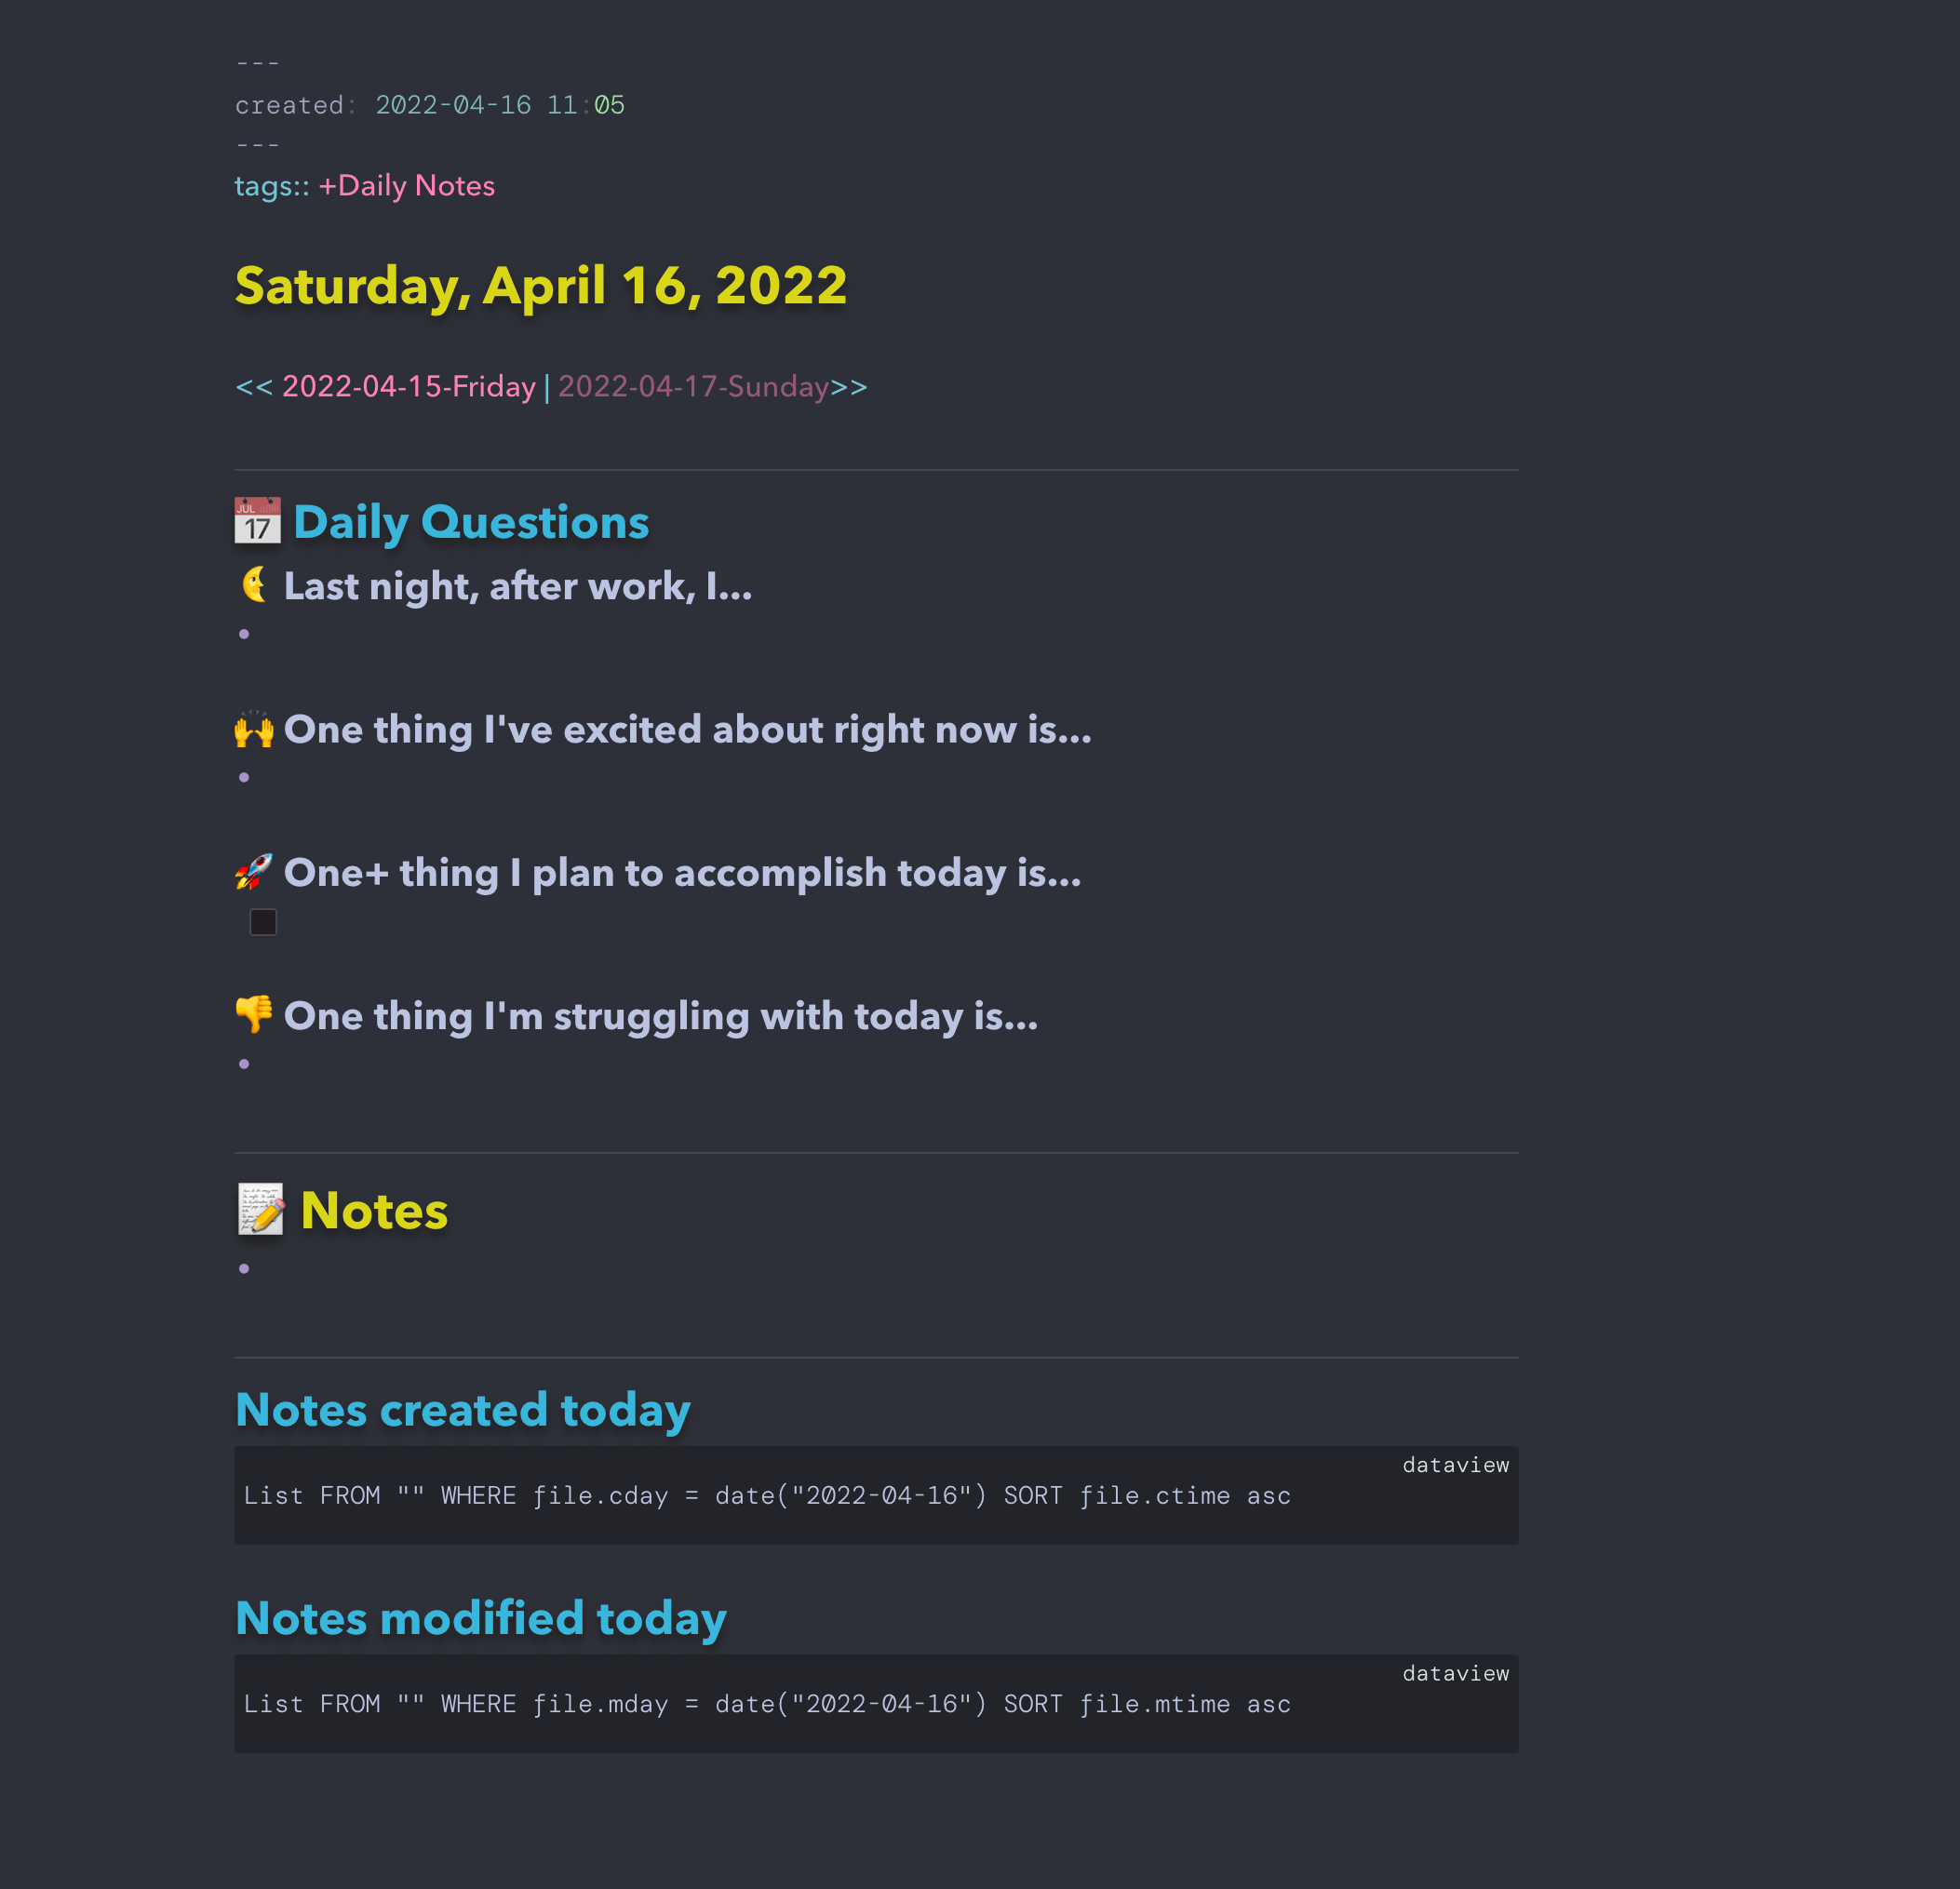 ---
created: 2022-04-16 11:05
---
tags:: +Daily Notes
Saturday, April 16, 2022
<< 2022-04-15-Friday | 2022-04-17-Sunday>>
📅 Daily Questions
🌜 Last night, after work, I...
🙌 One thing I've excited about right now is...
🚀 One+ thing I plan to accomplish today is...
👎 One thing I'm struggling with today is...
📝 Notes
Notes created today
dataview
List FROM "" WHERE file.cday = date("2022-04-16") SORT file.ctime asc
Notes modified today
dataview
List FROM "" WHERE file.mday = date("2022-04-16") SORT file.mtime asc